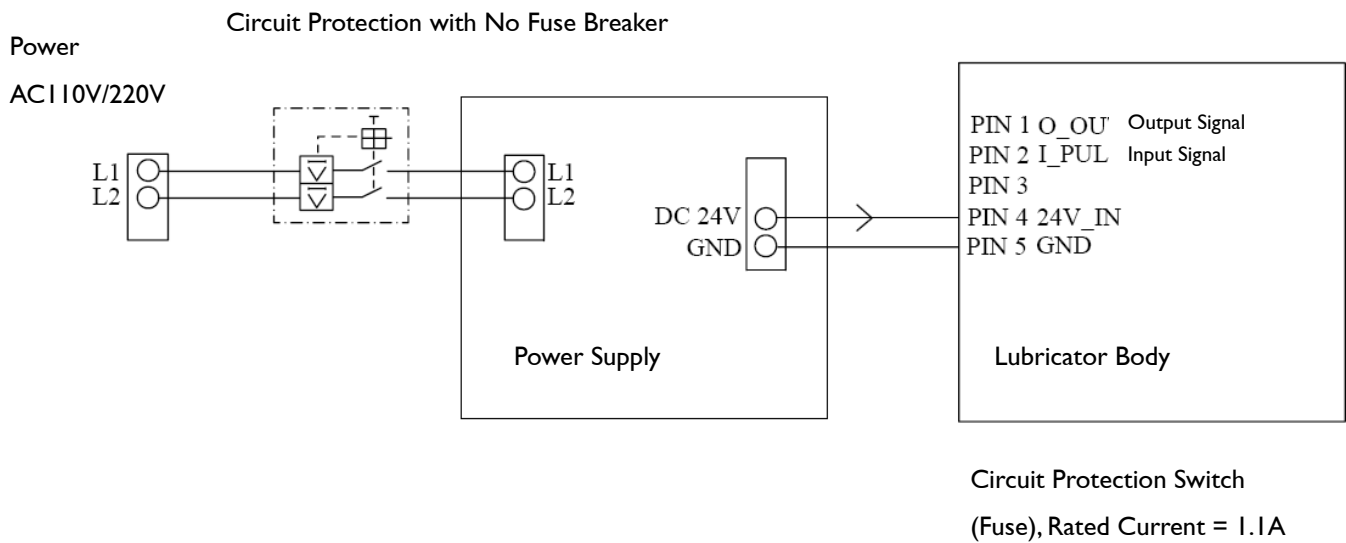 Circuit Protection with No Fuse Breaker
Power
AC110V/220V
L1
L2
L1
L2
DC 24V
GND
Power Supply
PIN 1 O_OU Output Signal
PIN 2 I_PUL Input Signal
PIN 3
PIN 4 24V_IN
PIN 5 GND
Lubricator Body
Circuit Protection Switch
(Fuse), Rated Current = 1.1A